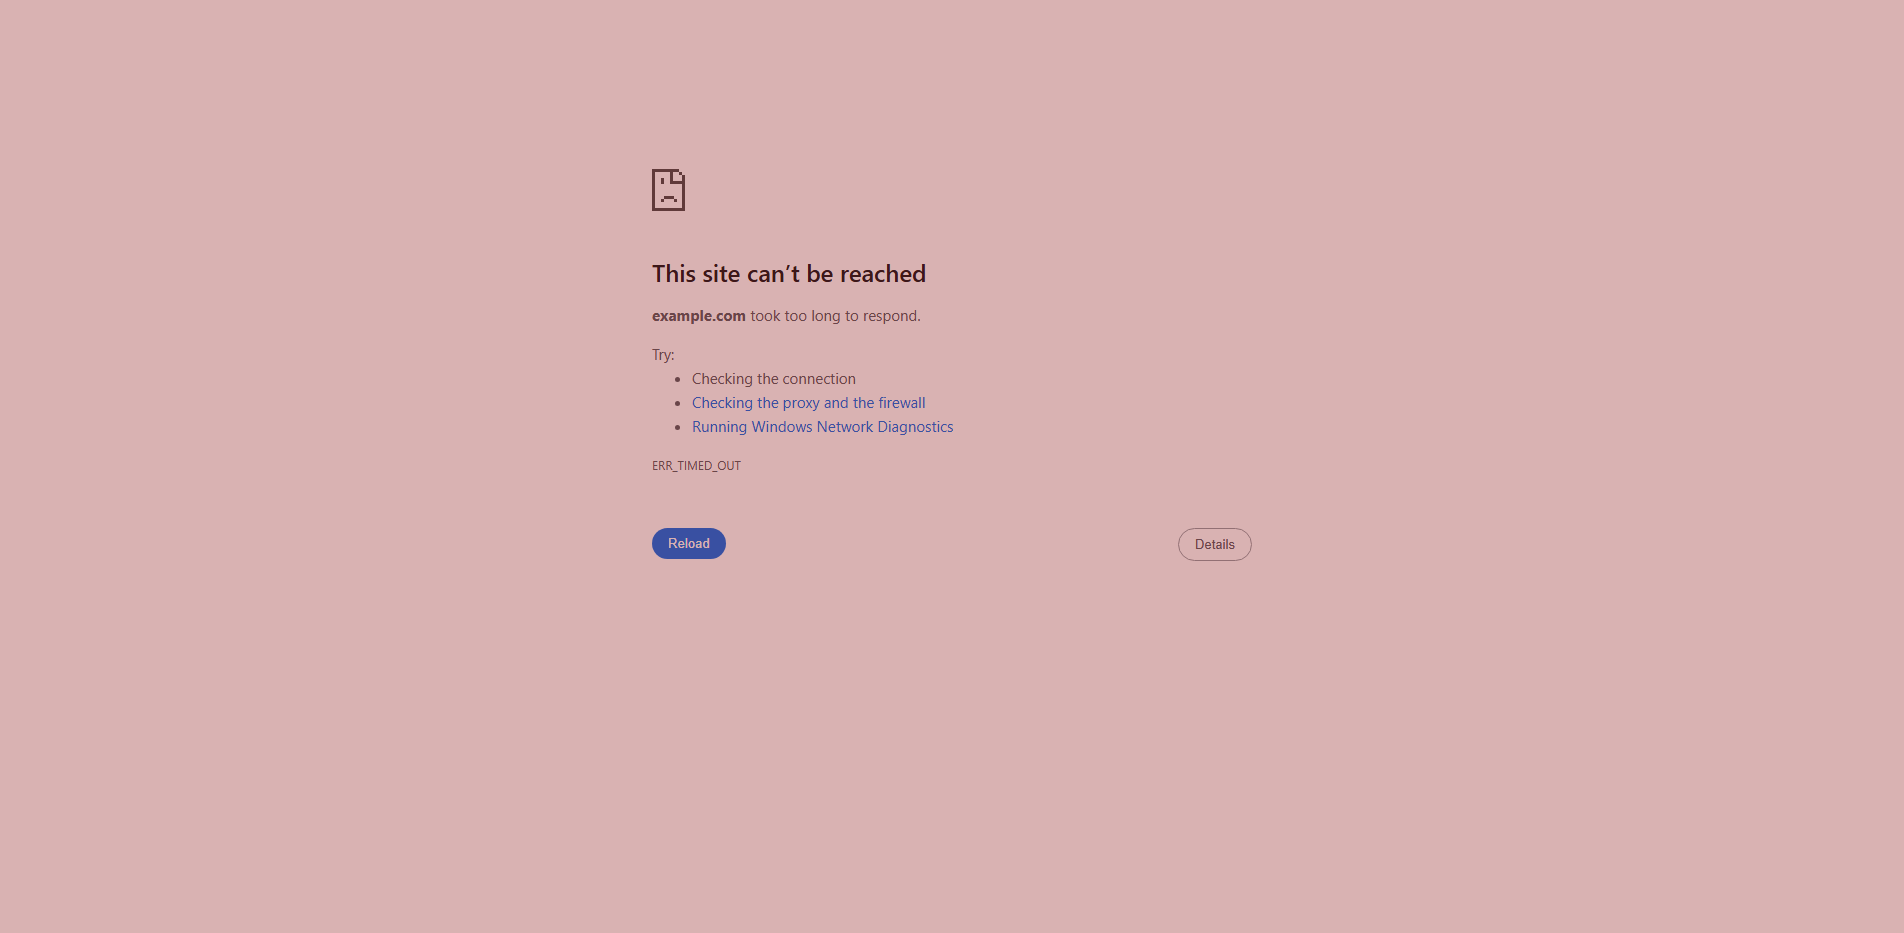 This site can’t be reached
example.com took too long to respond.
Try:
Checking the connection
Checking the proxy and the firewall
Running Windows Network Diagnostics
ERR_TIMED_OUT
Reload
Details